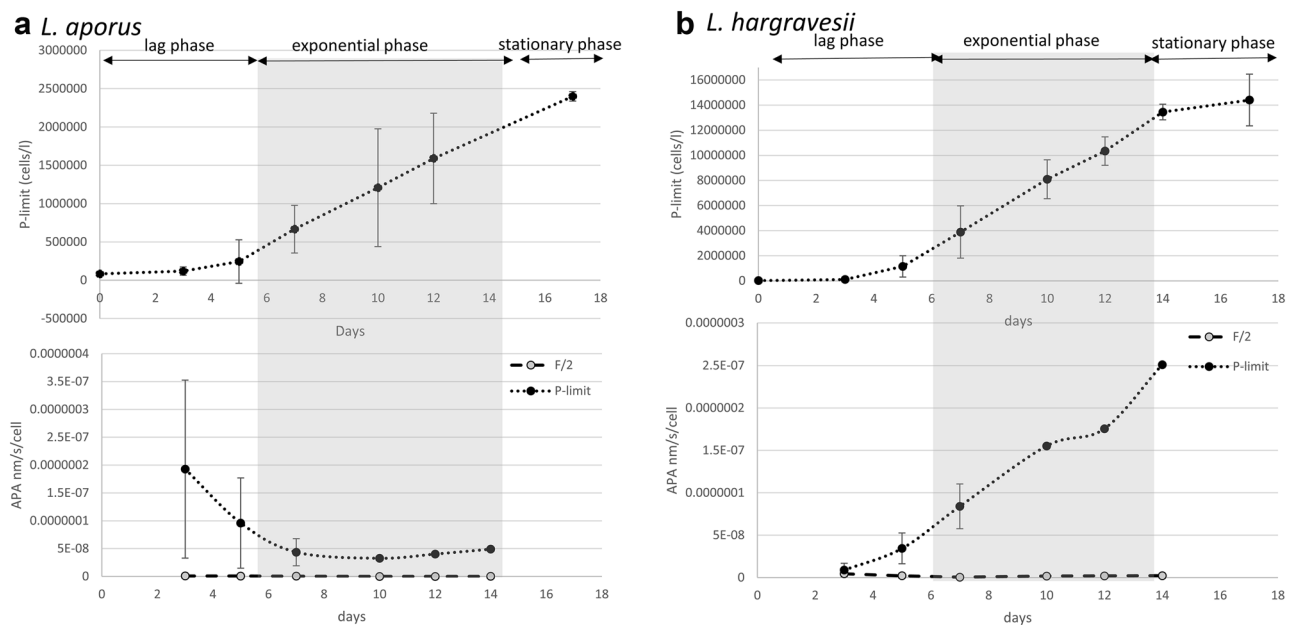 a L. aporus
lag phase exponential phase stationary phase
3000000
2500000
2000000
1500000
1000000
500000
0
-500000
P-limit (cells/l)
0 2 4 6 8 10 12 14 16 18
Days
0.0000004
3.5E-07
0.0000003
2.5E-07
0.0000002
1.5E-07
0.0000001
5E-08
0
APA nm/s/cell
F/2
P-limit
0 2 4 6 8 10 12 14 16 18
days
b L. hargravesii
lag phase exponential phase stationary phase
16000000
14000000
12000000
10000000
8000000
6000000
4000000
2000000
0
P-limit (cells/l)
0 2 4 6 8 10 12 14 16 18
days
0.0000003
2.5E-07
0.0000002
1.5E-07
0.0000001
5E-08
0
APA nm/s/cell
F/2
P-limit
0 2 4 6 8 10 12 14 16 18
days